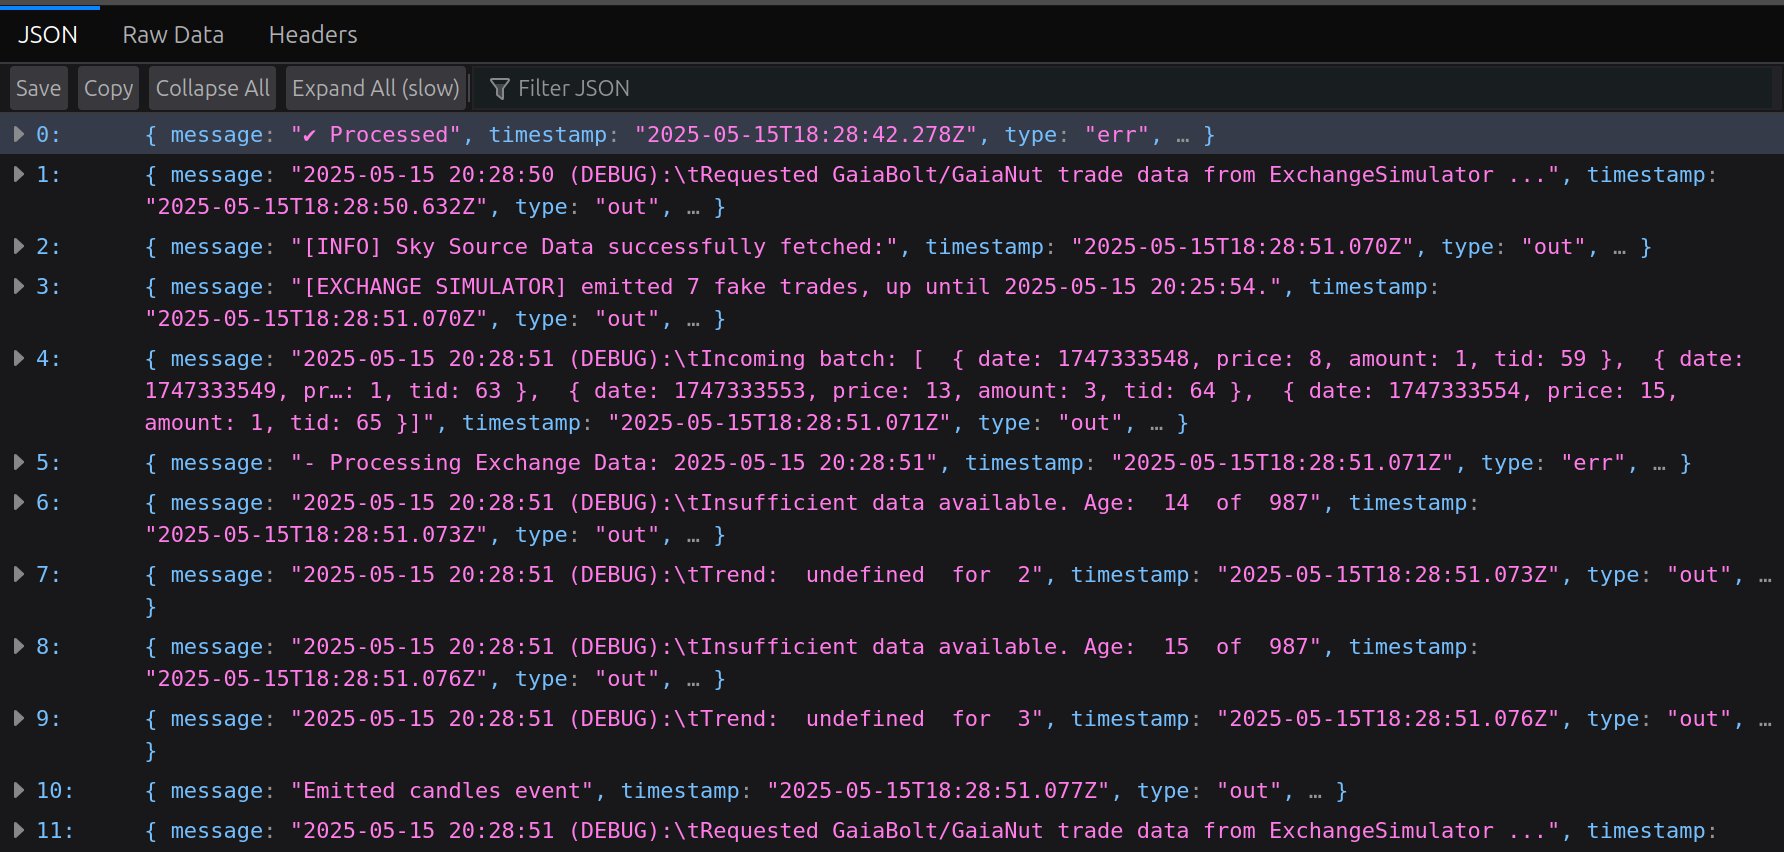 JSON Raw Data Headers
Save Copy Collapse All Expand All (slow) Filter JSON
0: { message: "✔ Processed", timestamp: "2025-05-15T18:28:42.278Z", type: "err", … }
1: { message: "2025-05-15 20:28:50 (DEBUG):\tRequested GaiaBolt/GaiaNut trade data from ExchangeSimulator ...", timestamp:
"2025-05-15T18:28:50.632Z", type: "out", … }
2: { message: "[INFO] Sky Source Data successfully fetched:", timestamp: "2025-05-15T18:28:51.070Z", type: "out", … }
3: { message: "[EXCHANGE SIMULATOR] emitted 7 fake trades, up until 2025-05-15 20:25:54.", timestamp:
"2025-05-15T18:28:51.070Z", type: "out", … }
4: { message: "2025-05-15 20:28:51 (DEBUG):\tIncoming batch: [  { date: 1747333548, price: 8, amount: 1, tid: 59 },  { date:
1747333549, pr…: 1, tid: 63 },  { date: 1747333553, price: 13, amount: 3, tid: 64 },  { date: 1747333554, price: 15,
amount: 1, tid: 65 }]", timestamp: "2025-05-15T18:28:51.071Z", type: "out", … }
5: { message: "- Processing Exchange Data: 2025-05-15 20:28:51", timestamp: "2025-05-15T18:28:51.071Z", type: "err", … }
6: { message: "2025-05-15 20:28:51 (DEBUG):\tInsufficient data available. Age:  14  of  987", timestamp:
"2025-05-15T18:28:51.073Z", type: "out", … }
7: { message: "2025-05-15 20:28:51 (DEBUG):\tTrend:  undefined  for  2", timestamp: "2025-05-15T18:28:51.073Z", type: "out", …
}
8: { message: "2025-05-15 20:28:51 (DEBUG):\tInsufficient data available. Age:  15  of  987", timestamp:
"2025-05-15T18:28:51.076Z", type: "out", … }
9: { message: "2025-05-15 20:28:51 (DEBUG):\tTrend:  undefined  for  3", timestamp: "2025-05-15T18:28:51.076Z", type: "out", …
}
10: { message: "Emitted candles event", timestamp: "2025-05-15T18:28:51.077Z", type: "out", … }
11: { message: "2025-05-15 20:28:51 (DEBUG):\tRequested GaiaBolt/GaiaNut trade data from ExchangeSimulator ...", timestamp: